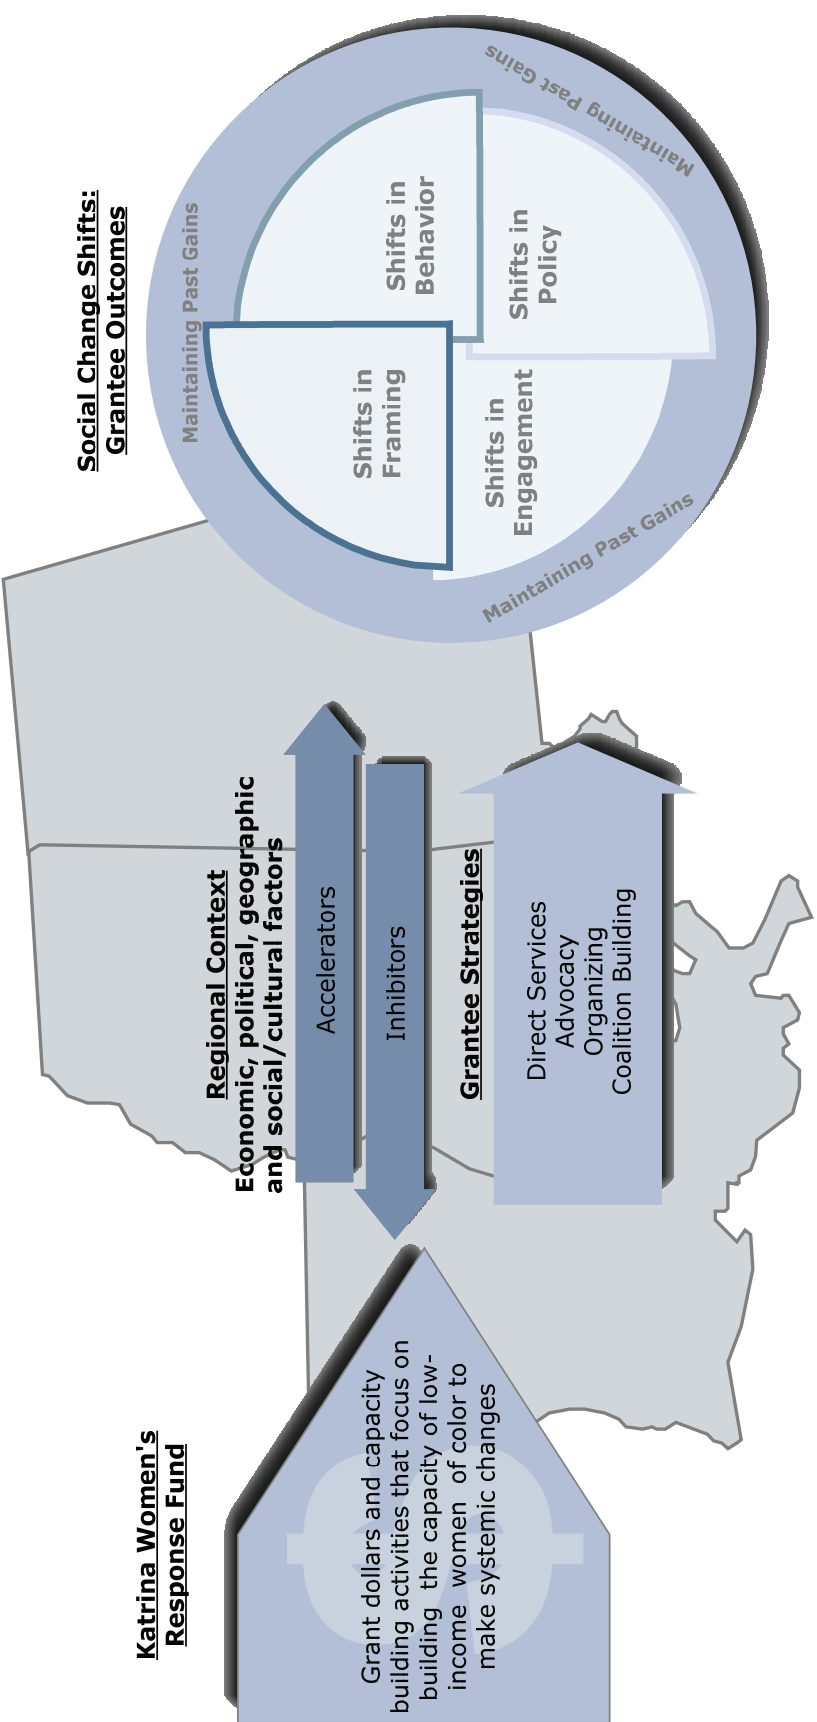 Katrina Women's
Response Fund
Grant dollars and capacity
building activities that focus on
building the capacity of low-
income women of color to
make systemic changes
$
Regional Context
Economic, political, geographic
and social/cultural factors
Accelerators
Inhibitors
Grantee Strategies
Direct Services
Advocacy
Organizing
Coalition Building
Social Change Shifts:
Grantee Outcomes
Maintaining Past Gains
Shifts in
Framing
Shifts in
Behavior
Shifts in
Engagement
Shifts in
Policy
Maintaining Past Gains
Maintaining Past Gains